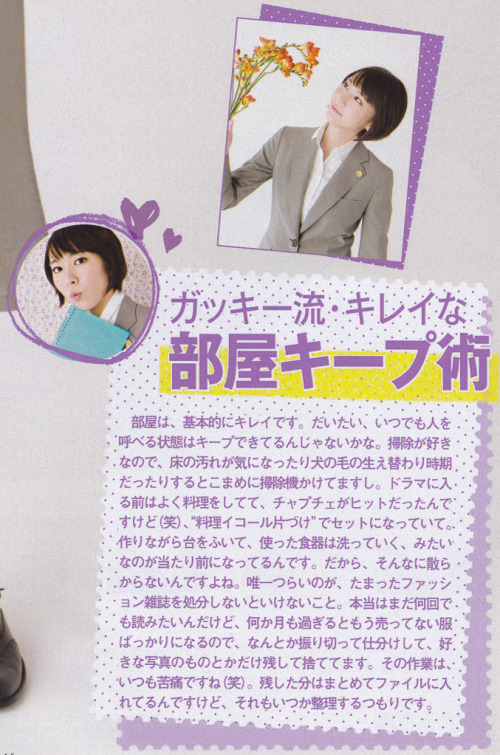 ガッキー流・キレイな
部屋キープ術
部屋は、基本的にキレイです。だいたい、いつでも人を
呼べる状態はキープできてるんじゃないかな。掃除が好き
なので、床の汚れが気になったり犬の毛の生え替わり時期
だったりするとこまめに掃除機かけてますし。ドラマに入
る前はよく料理をしてて、チャプチェがヒットだったんで
すけど(笑)、“料理イコール片づけ”でセットになっていて。
作りながら台をふいて、使った食器は洗っていく、みたい
なのが当たり前になってるんです。だから、そんなに散ら
からないんですよね。唯一つらいのが、たまったファッシ
ョン雑誌を処分しないといけないこと。本当はまだ何回で
も読みたいんだけど、何か月も過ぎるともう売ってない服
ばっかりになるので、なんとか振り切って仕分けして、好
きな写真のものとかだけ残して捨ててます。その作業は、
いつも苦痛ですね(笑)。残した分はまとめてファイルに入
れてるんですけど、それもいつか整理するつもりです。